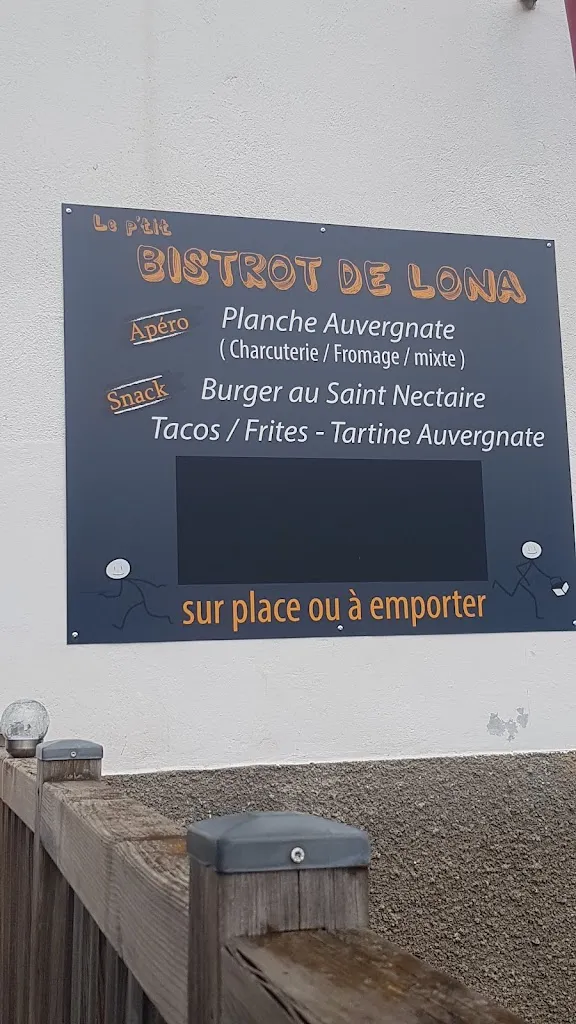 Le p'tit
BISTROT DE LONA
Apéro
Planche Auvergnate
( Charcuterie / Fromage / mixte )
Snack
Burger au Saint Nectaire
Tacos / Frites - Tartine Auvergnate
sur place ou à emporter